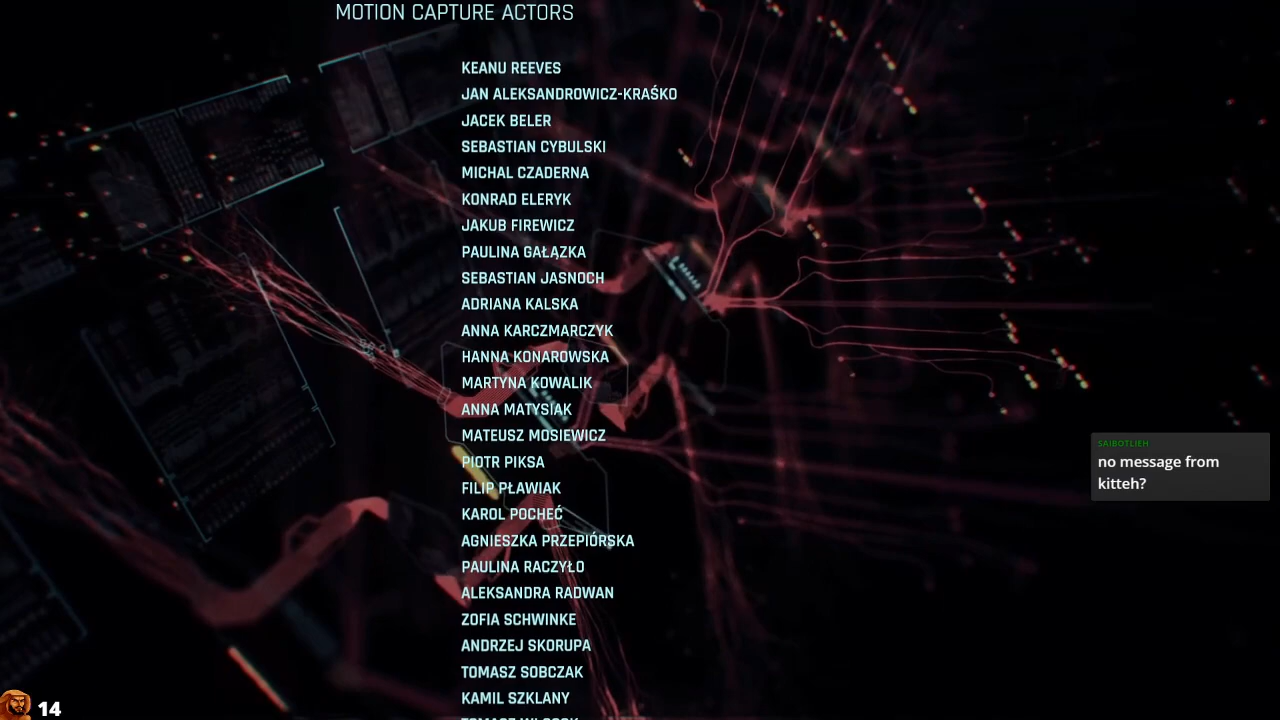 MOTION CAPTURE ACTORS
KEANU REEVES
JAN ALEKSANDROWICZ-KRAŚKO
JACEK BELER
SEBASTIAN CYBULSKI
MICHAL CZADERNA
KONRAD ELERYK
JAKUB FIREWICZ
PAULINA GAŁĄZKA
SEBASTIAN JASNOCH
ADRIANA KALSKA
ANNA KARCZMARCZYK
HANNA KONAROWSKA
MARTYNA KOWALIK
ANNA MATYSIAK
MATEUSZ MOSIEWICZ
PIOTR PIKSA
FILIP PŁAWIAK
KAROL POCHEĆ
AGNIESZKA PRZEPIÓRSKA
PAULINA RACZYŁO
ALEKSANDRA RADWAN
ZOFIA SCHWINKE
ANDRZEJ SKORUPA
TOMASZ SOBCZAK
KAMIL SZKLANY
SAIBOTLIEH
no message from
kitteh?
14